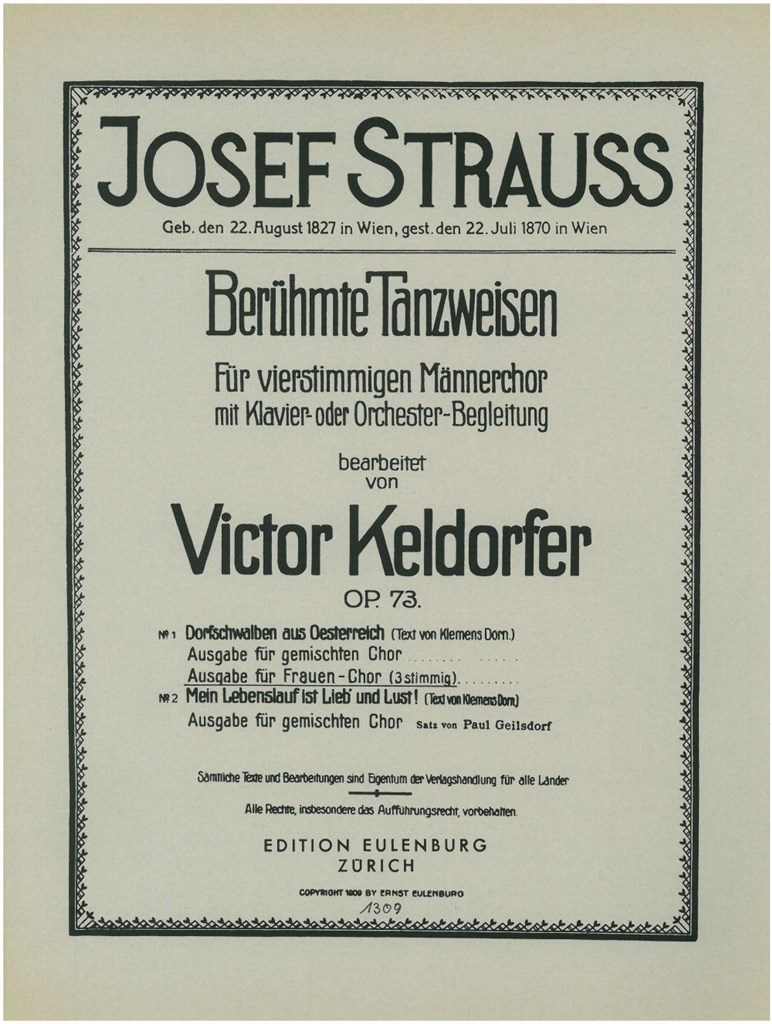 JOSEF STRAUSS
Geb. den 22. August 1827 in Wien, gest. den 22. Juli 1870 in Wien
Berühmte Tanzweisen
Für vierstimmigen Männerchor
mit Klavier- oder Orchester-Begleitung
bearbeitet
von
Victor Keldorfer
OP. 73.
No 1 Dorfschwalben aus Oesterreich (Text von Klemens Dorn.)
Ausgabe für gemischten Chor . . . . . . . . . . .
Ausgabe für Frauen-Chor (3stimmig). . . . . . . .
No 2 Mein Lebenslauf ist Lieb' und Lust! (Text von Klemens Dorn)
Ausgabe für gemischten Chor Satz von Paul Geilsdorf
Sämtliche Texte und Bearbeitungen sind Eigentum der Verlagshandlung für alle Länder
Alle Rechte, insbesondere das Aufführungsrecht, vorbehalten.
EDITION EULENBURG
ZÜRICH
COPYRIGHT 1909 BY ERNST EULENBURG
1309